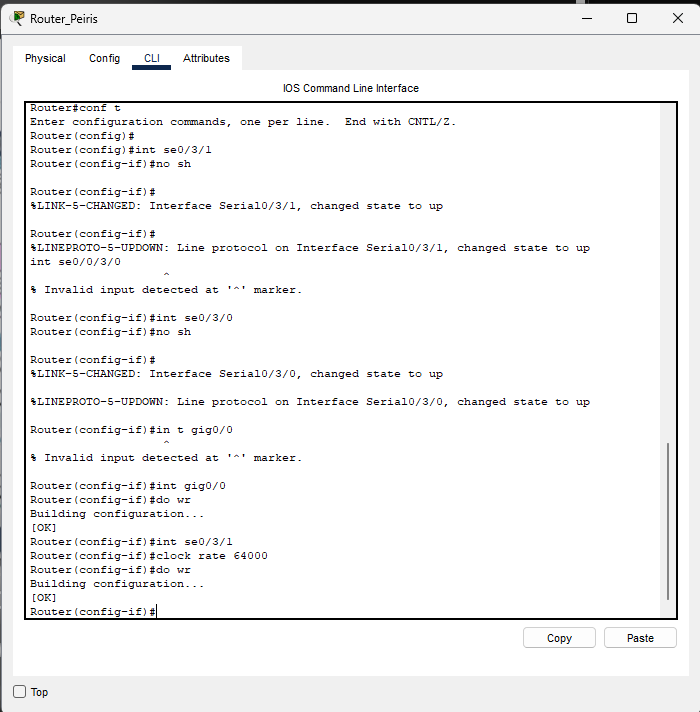 Router_Peiris
Physical Config CLI Attributes
IOS Command Line Interface
Router#conf t
Enter configuration commands, one per line.  End with CNTL/Z.
Router(config)#
Router(config)#int se0/3/1
Router(config-if)#no sh
Router(config-if)#
%LINK-5-CHANGED: Interface Serial0/3/1, changed state to up
Router(config-if)#
%LINEPROTO-5-UPDOWN: Line protocol on Interface Serial0/3/1, changed state to up
int se0/0/3/0
^
% Invalid input detected at '^' marker.
Router(config-if)#int se0/3/0
Router(config-if)#no sh
Router(config-if)#
%LINK-5-CHANGED: Interface Serial0/3/0, changed state to up
%LINEPROTO-5-UPDOWN: Line protocol on Interface Serial0/3/0, changed state to up
Router(config-if)#in t gig0/0
^
% Invalid input detected at '^' marker.
Router(config-if)#int gig0/0
Router(config-if)#do wr
Building configuration...
[OK]
Router(config-if)#int se0/3/1
Router(config-if)#clock rate 64000
Router(config-if)#do wr
Building configuration...
[OK]
Router(config-if)#
Copy Paste
Top